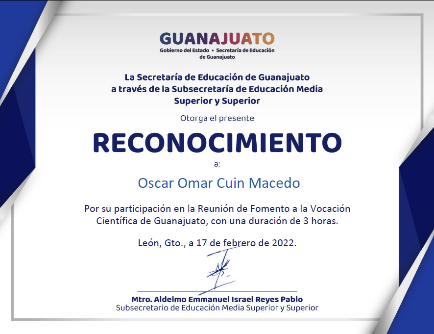 GUANAJUATO
Gobierno del Estado • Secretaría de Educación
de Guanajuato
La Secretaría de Educación de Guanajuato
a través de la Subsecretaría de Educación Media
Superior y Superior
Otorga el presente
RECONOCIMIENTO
a:
Oscar Omar Cuin Macedo
Por su participación en la Reunión de Fomento a la Vocación
Científica de Guanajuato, con una duración de 3 horas.
León, Gto., a 17 de febrero de 2022.
Mtro. Aldelmo Emmanuel Israel Reyes Pablo
Subsecretario de Educación Media Superior y Superior